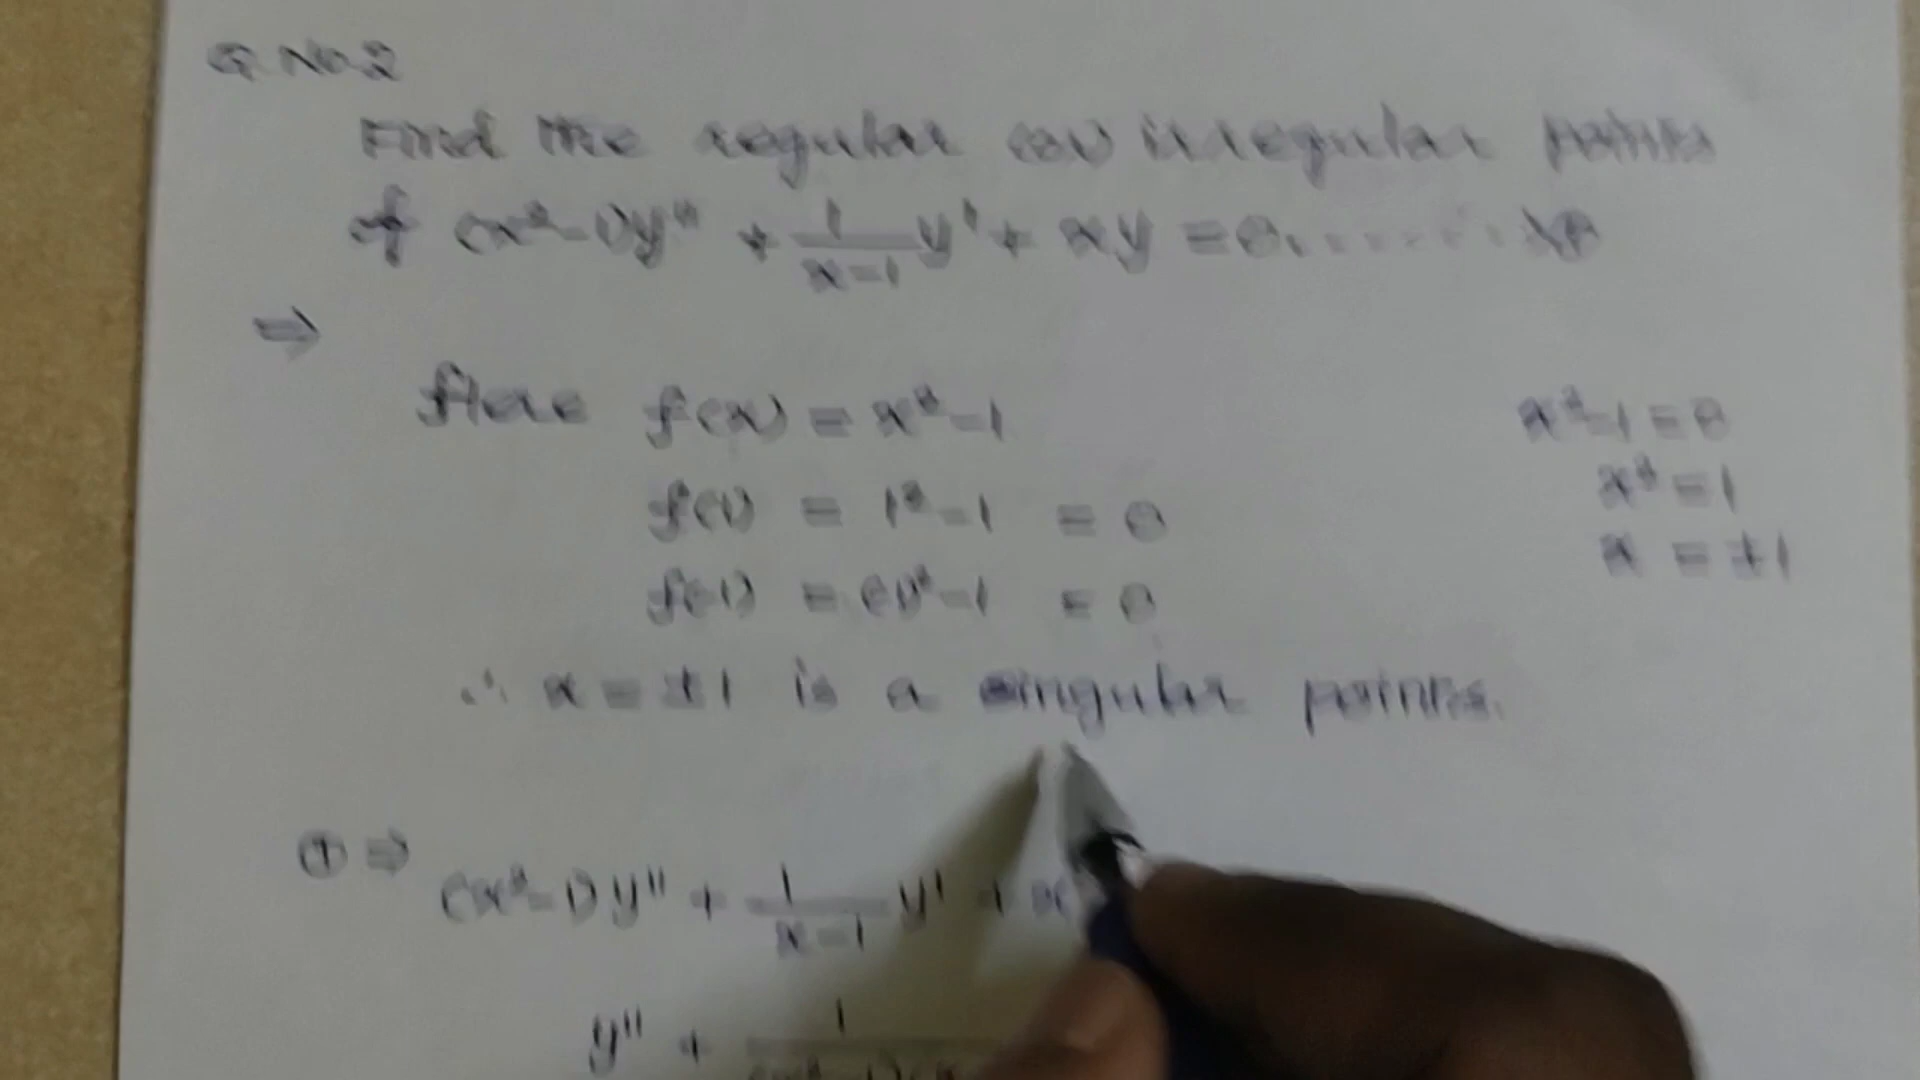 Q. No. 2
Find the regular (or) irregular points
of (x²-1)y" + 1/(x-1) y' + xy = 0. . . . . . . ①
⇒
Here f(x) = x²-1
x²-1 = 0
f(1) = 1²-1 = 0
x² = 1
f(-1) = (-1)²-1 = 0
x = ±1
∴ x = ±1 is a singular points.
① ⇒ (x²-1)y" + 1/(x-1) y' + x
y" + 1